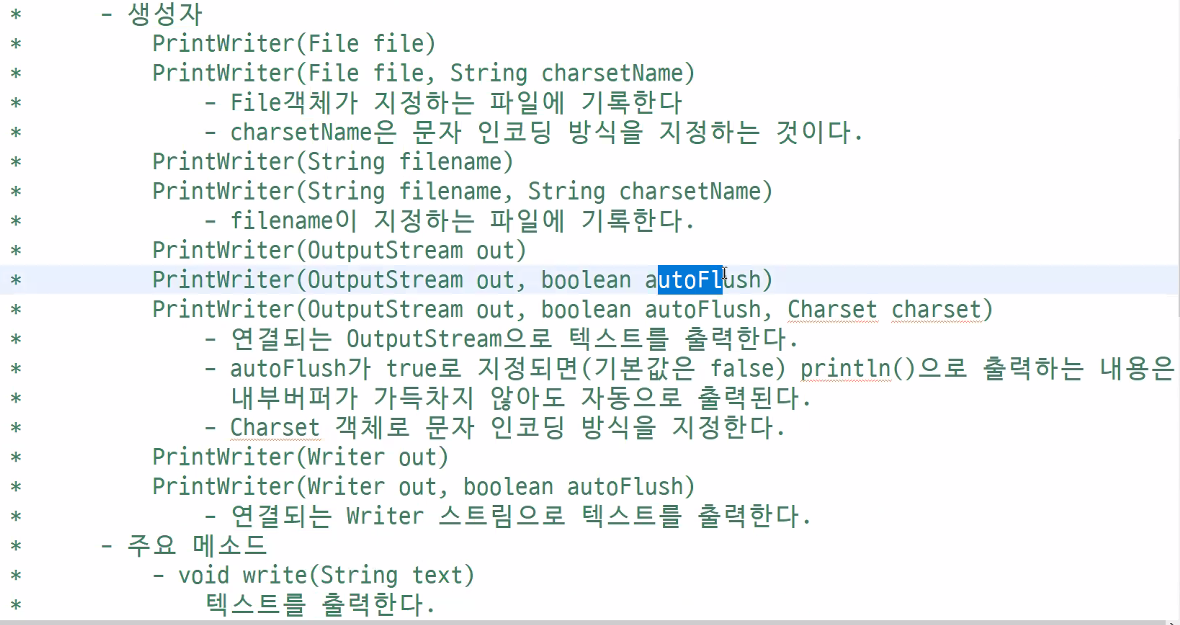 * - 생성자
* PrintWriter(File file)
* PrintWriter(File file, String charsetName)
* - File객체가 지정하는 파일에 기록한다
* - charsetName은 문자 인코딩 방식을 지정하는 것이다.
* PrintWriter(String filename)
* PrintWriter(String filename, String charsetName)
* - filename이 지정하는 파일에 기록한다.
* PrintWriter(OutputStream out)
* PrintWriter(OutputStream out, boolean autoFlush)
* PrintWriter(OutputStream out, boolean autoFlush, Charset charset)
* - 연결되는 OutputStream으로 텍스트를 출력한다.
* - autoFlush가 true로 지정되면(기본값은 false) println()으로 출력하는 내용은
* 내부버퍼가 가득차지 않아도 자동으로 출력된다.
* - Charset 객체로 문자 인코딩 방식을 지정한다.
* PrintWriter(Writer out)
* PrintWriter(Writer out, boolean autoFlush)
* - 연결되는 Writer 스트림으로 텍스트를 출력한다.
* - 주요 메소드
* - void write(String text)
* 텍스트를 출력한다.